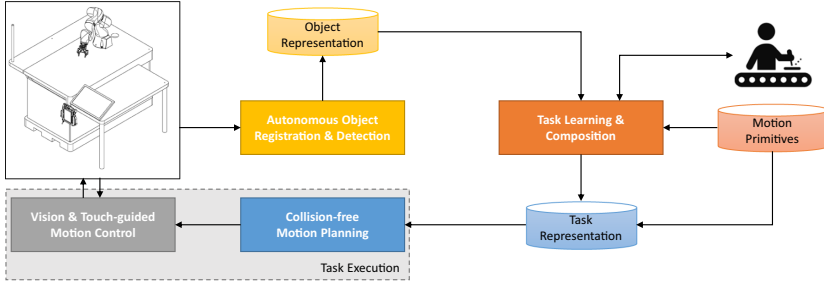 Object
Representation
Autonomous Object
Registration & Detection
Task Learning &
Composition
Motion
Primitives
Vision & Touch-guided
Motion Control
Collision-free
Motion Planning
Task
Representation
Task Execution